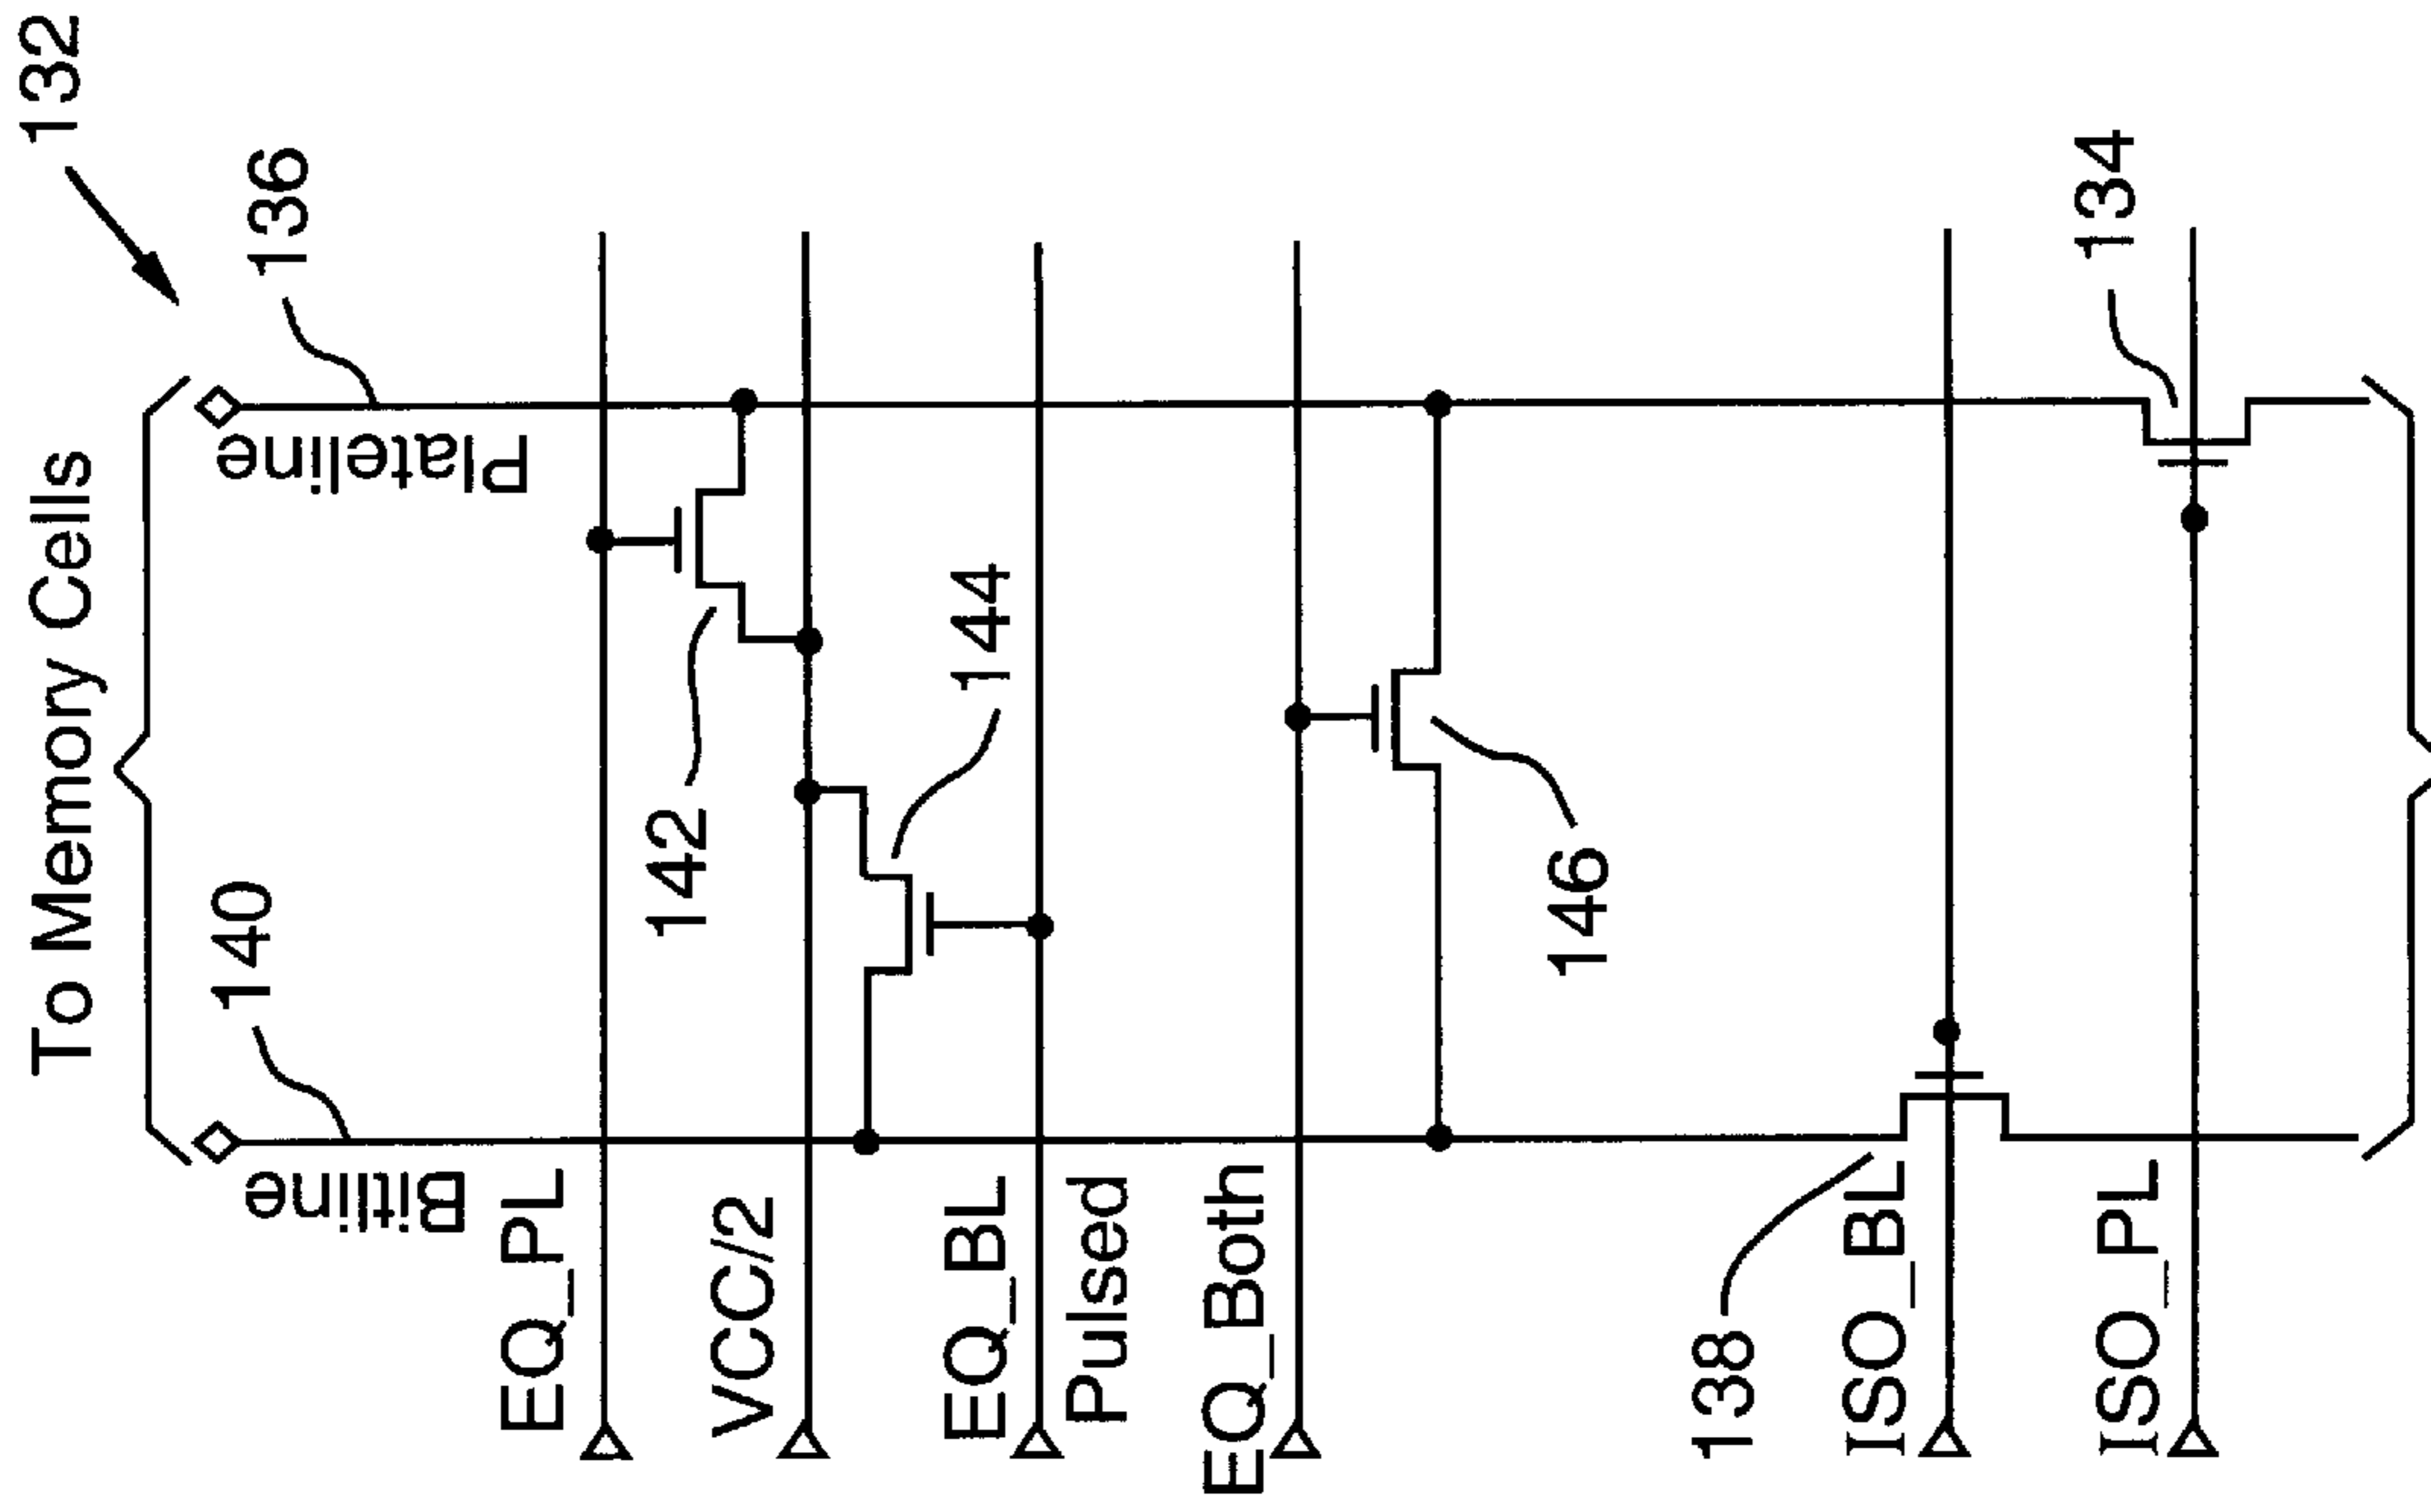 132
136
To Memory Cells
Plateline
140
Bitline
142
144
146
134
138
EQ_PL
VCC/2
EQ_BL
Pulsed
EQ_Both
ISO_BL
ISO_PL